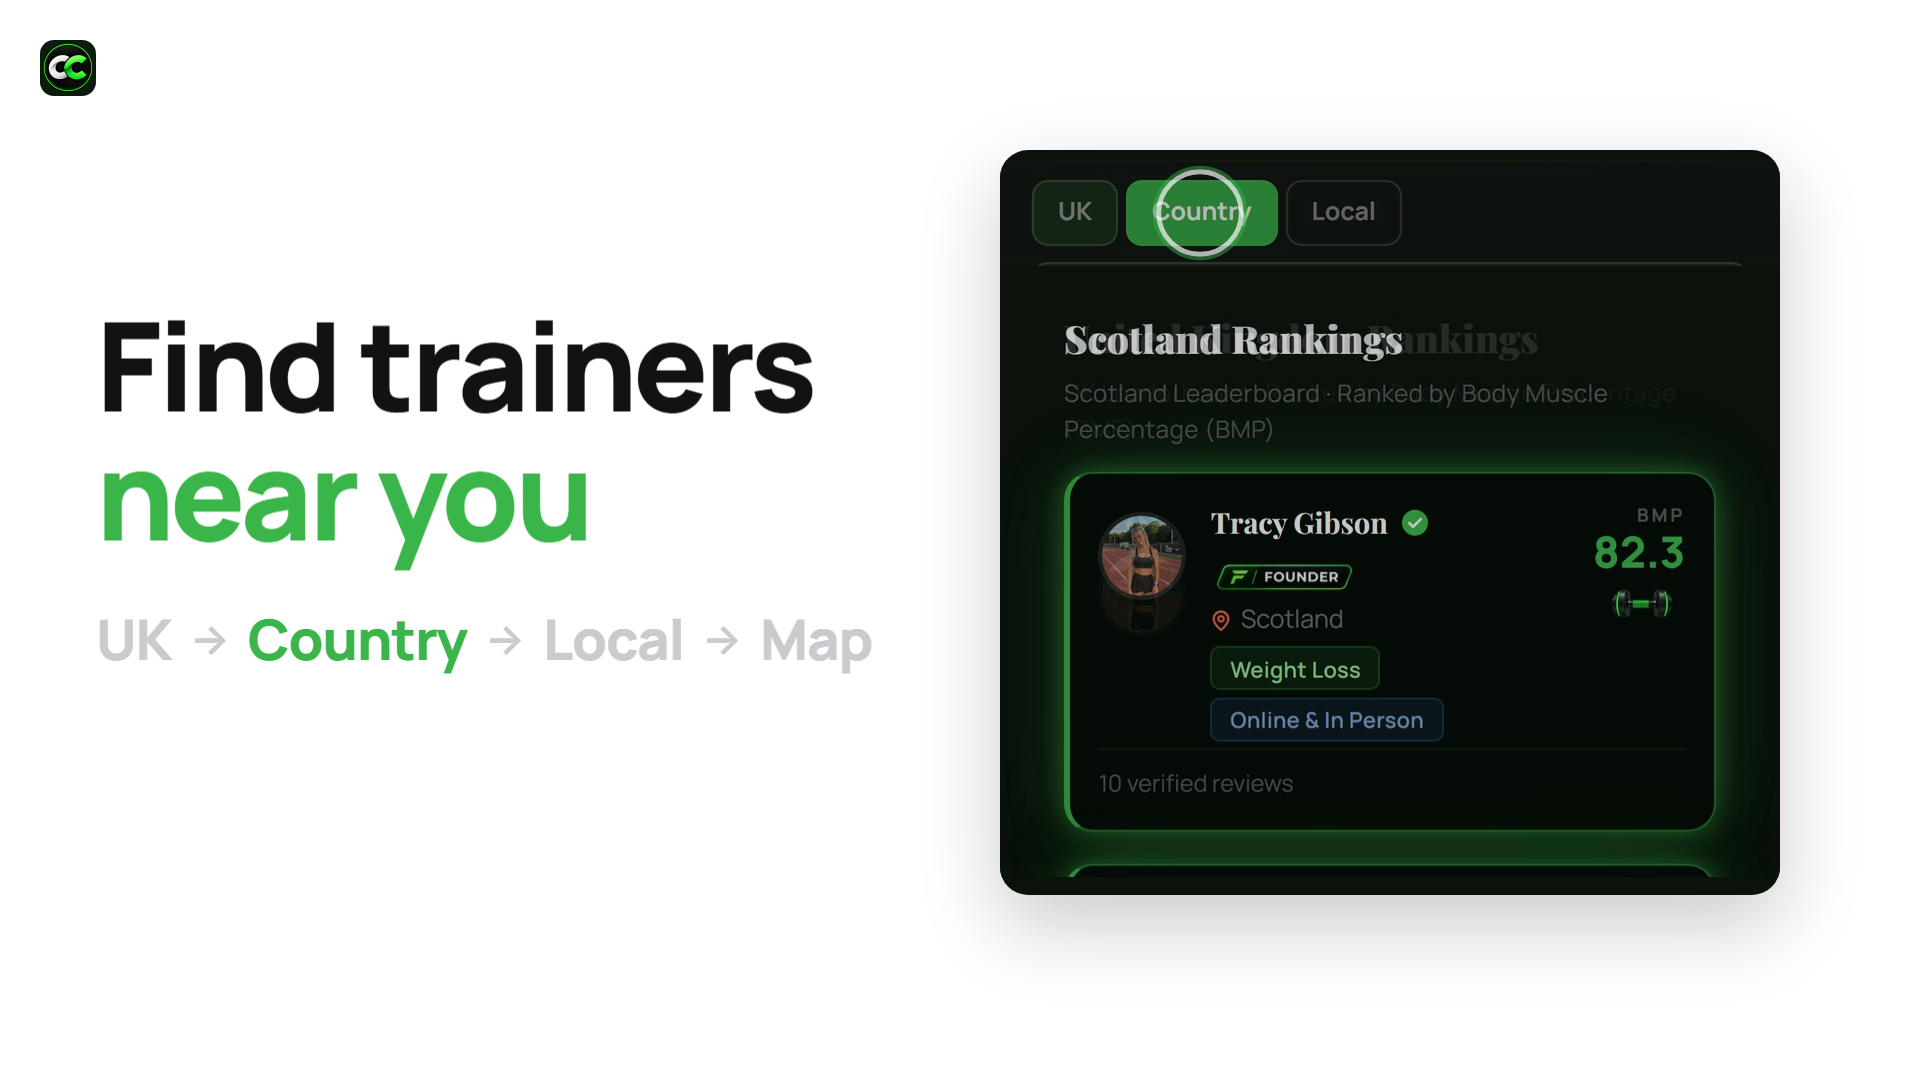 CC
Find trainers
near you
UK → Country → Local → Map
UK
Country
Local
Scotland Rankings
Scotland Leaderboard · Ranked by Body Muscle
Percentage (BMP)
Tracy Gibson
BMP
82.3
F / FOUNDER
Scotland
Weight Loss
Online & In Person
10 verified reviews